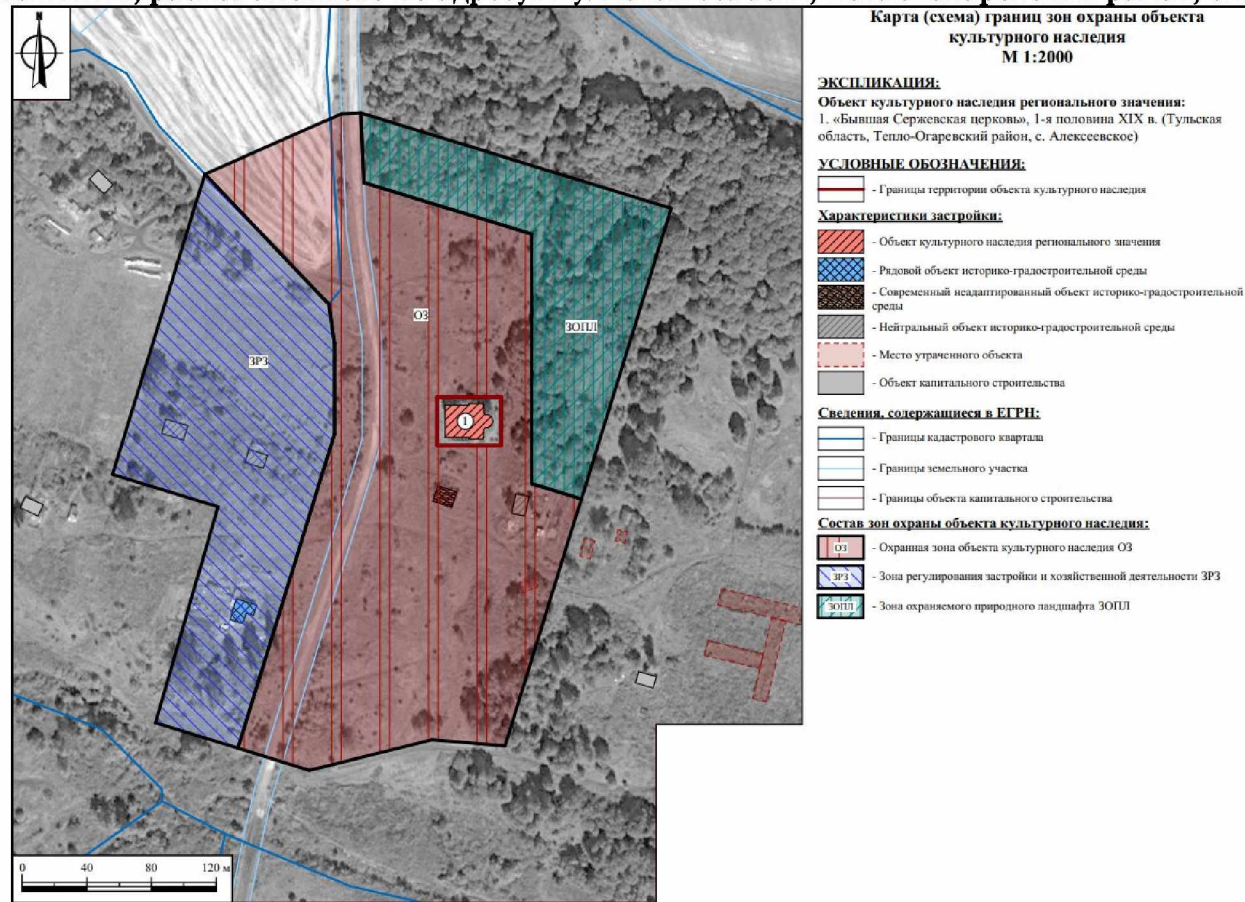 Карта (схема) границ зон охраны объекта
культурного наследия
М 1:2000
ЭКСПЛИКАЦИЯ:
Объект культурного наследия регионального значения:
1. «Бывшая Сержевская церковь», 1-я половина XIX в. (Тульская
область, Тепло-Огаревский район, с. Алексеевское)
УСЛОВНЫЕ ОБОЗНАЧЕНИЯ:
- Границы территории объекта культурного наследия
Характеристики застройки:
- Объект культурного наследия регионального значения
- Рядовой объект историко-градостроительной среды
- Современный неадаптированный объект историко-градостроительной
среды
- Нейтральный объект историко-градостроительной среды
- Место утраченного объекта
- Объект капитального строительства
Сведения, содержащиеся в ЕГРН:
- Границы кадастрового квартала
- Границы земельного участка
- Границы объекта капитального строительства
Состав зон охраны объекта культурного наследия:
ОЗ - Охранная зона объекта культурного наследия ОЗ
ЗРЗ - Зона регулирования застройки и хозяйственной деятельности ЗРЗ
ЗОПЛ - Зона охраняемого природного ландшафта ЗОПЛ
N
ОЗ
ЗОПЛ
ЗРЗ
1
0 40 80 120 м